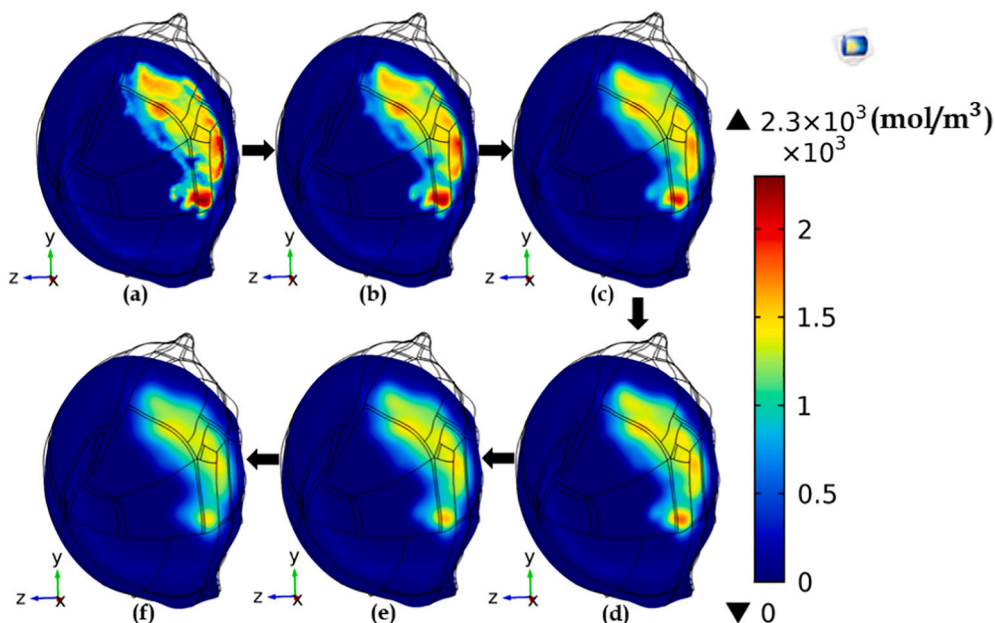 y
z x
(a)
y
z x
(b)
y
z x
(c)
▲ 2.3×10³ (mol/m³)
×10³
2
1.5
1
0.5
0
▼ 0
y
z x
(f)
y
z x
(e)
y
z x
(d)